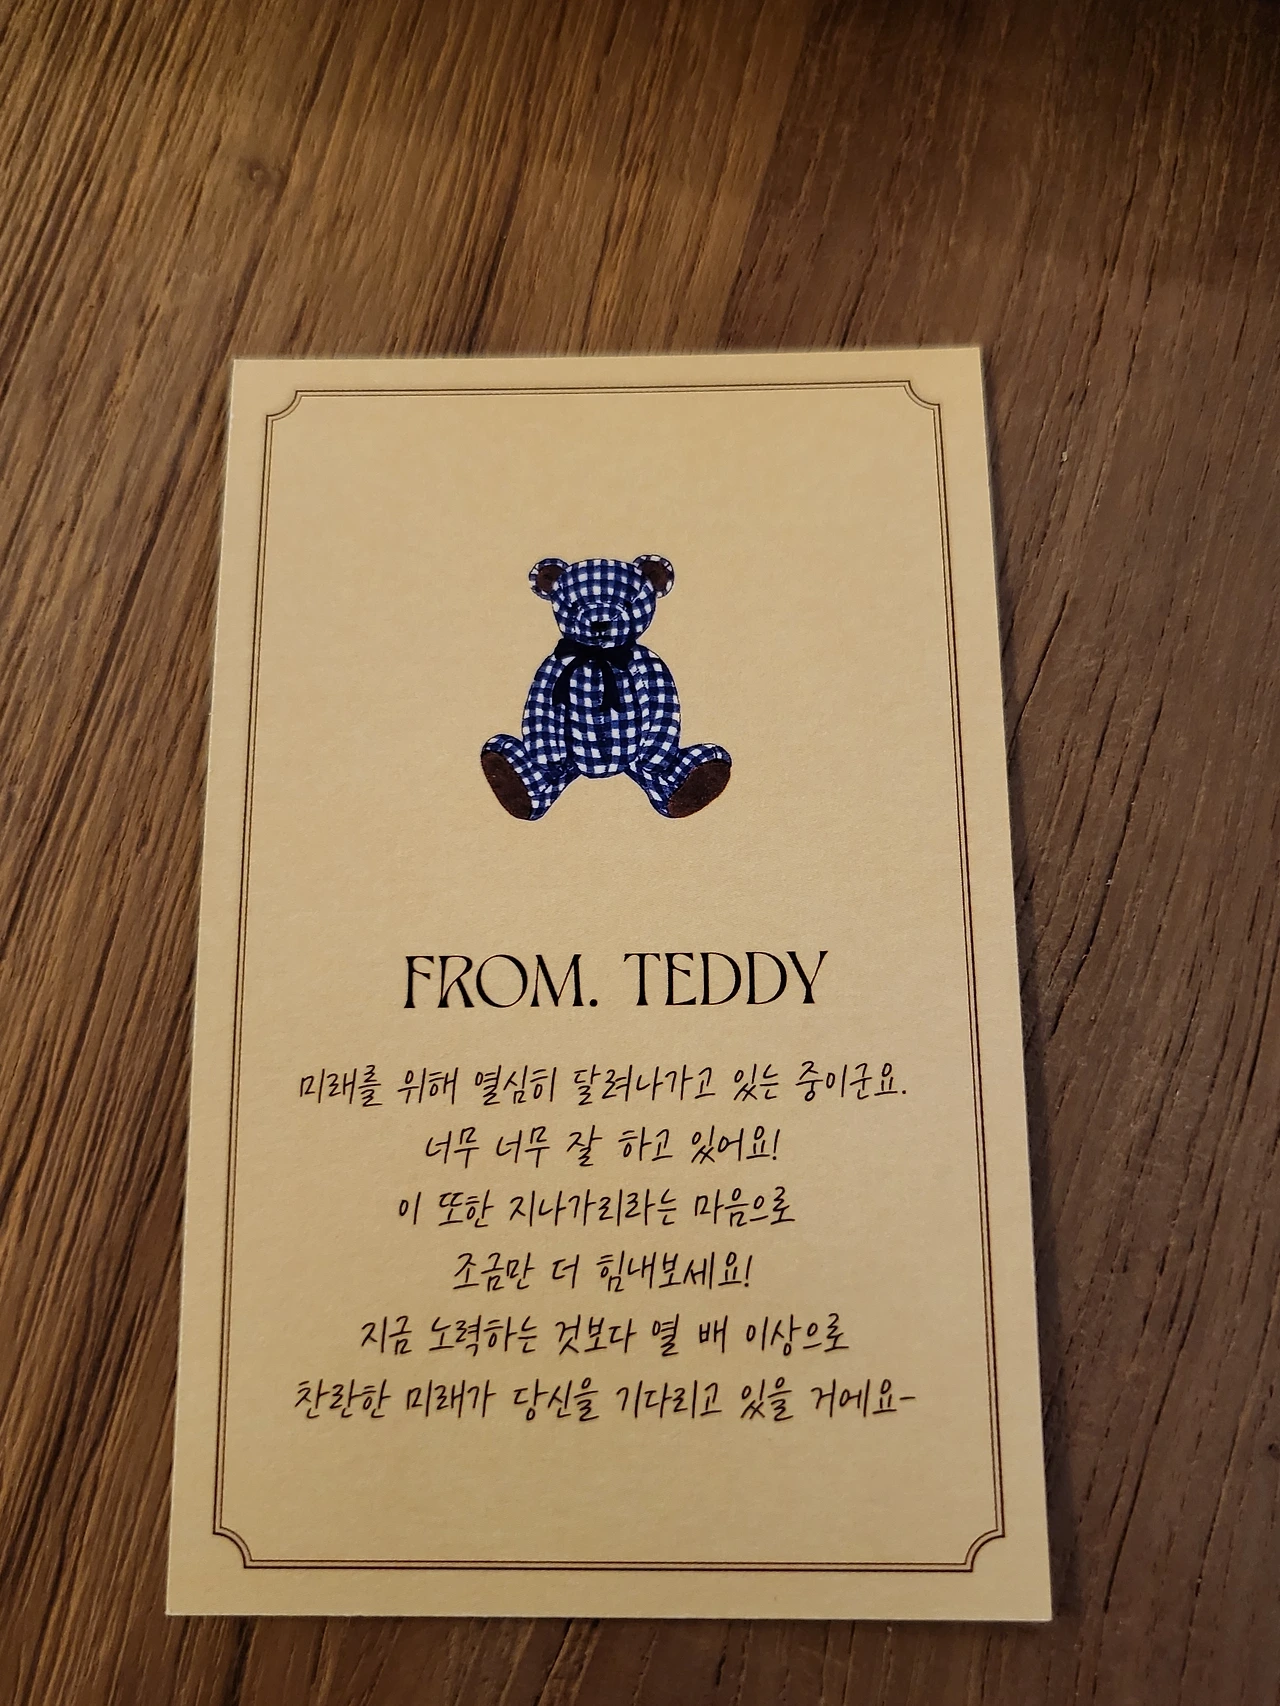 FROM. TEDDY
미래를 위해 열심히 달려나가고 있는 중이군요.
너무 너무 잘 하고 있어요!
이 또한 지나가리라는 마음으로
조금만 더 힘내보세요!
지금 노력하는 것보다 열 배 이상으로
찬란한 미래가 당신을 기다리고 있을 거에요-